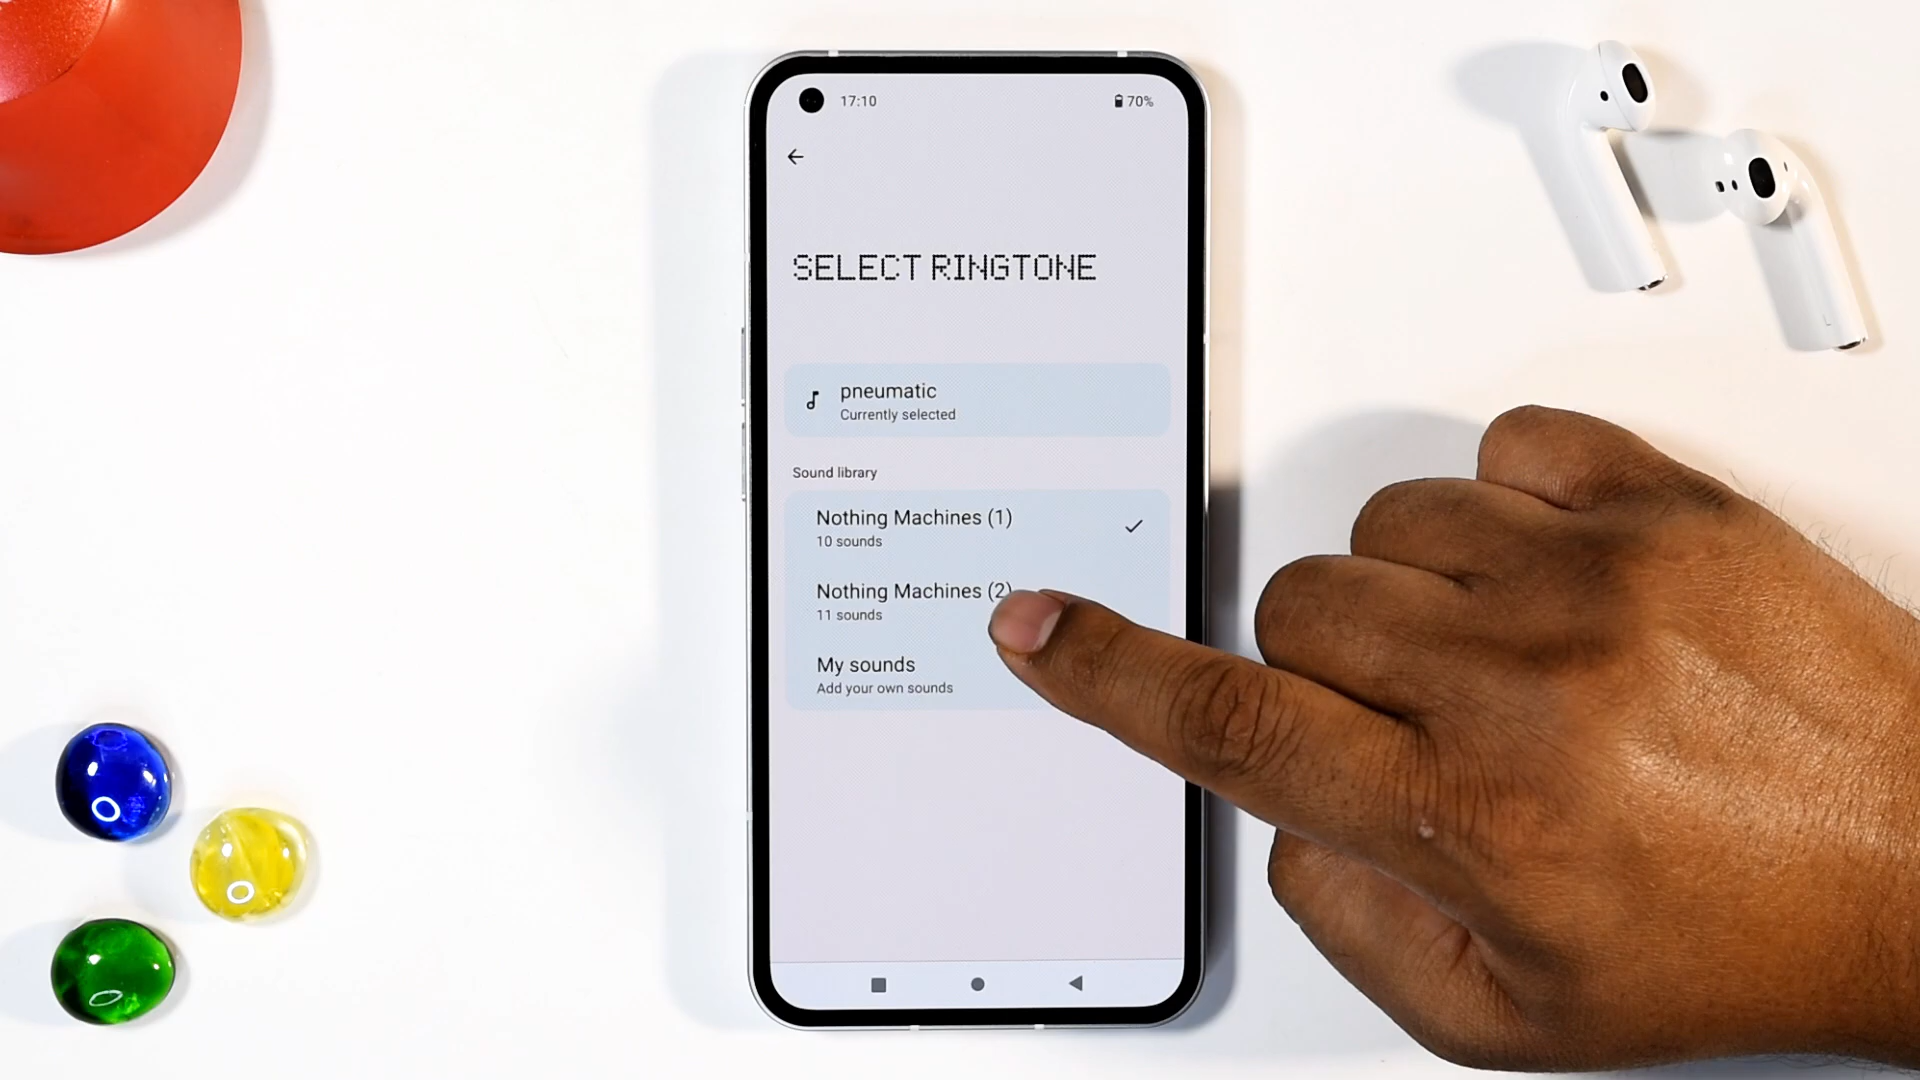 17:10
70%
SELECT RINGTONE
pneumatic
Currently selected
Sound library
Nothing Machines (1)
10 sounds
Nothing Machines (2)
11 sounds
My sounds
Add your own sounds
L